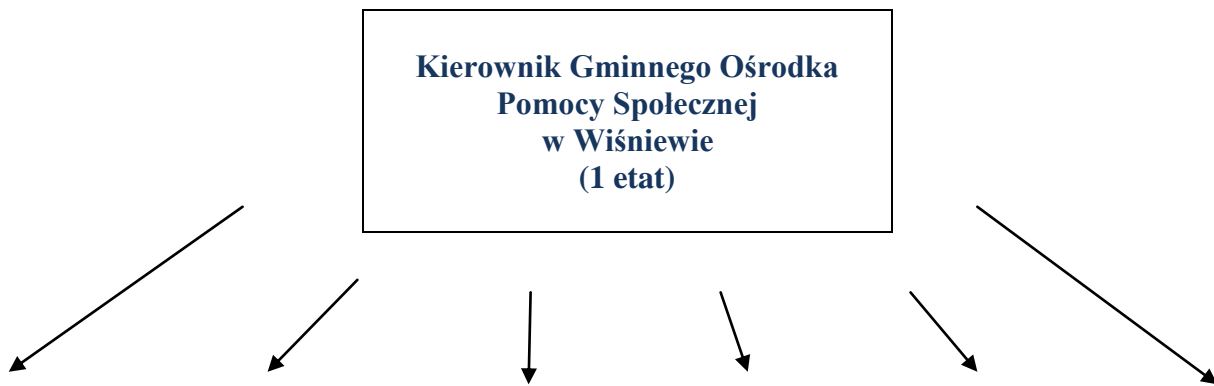 Kierownik Gminnego Ośrodka
Pomocy Społecznej
w Wiśniewie
(1 etat)